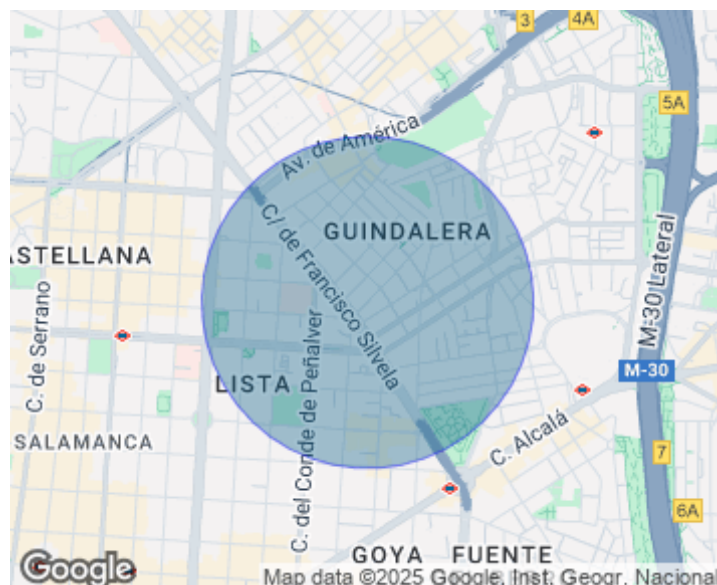 3
4A
5A
Av. de América
C/ de Francisco Silvela
GUINDALERA
ASTELLANA
C. de Serrano
M-30 Lateral
C. del Conde de Peñalver
LISTA
M-30
SALAMANCA
C. Alcalá
7
6A
GOYA
FUENTE
Google
Map data ©2025 Google, Inst. Geogr. Nacional